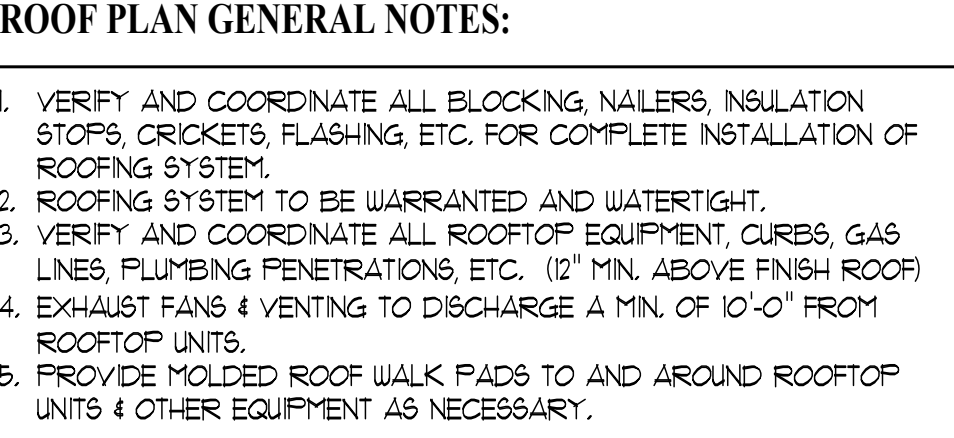 ROOF PLAN GENERAL NOTES:
1. VERIFY AND COORDINATE ALL BLOCKING, NAILERS, INSULATION
STOPS, CRICKETS, FLASHING, ETC. FOR COMPLETE INSTALLATION OF
ROOFING SYSTEM.
2. ROOFING SYSTEM TO BE WARRANTED AND WATERTIGHT.
3. VERIFY AND COORDINATE ALL ROOFTOP EQUIPMENT, CURBS, GAS
LINES, PLUMBING PENETRATIONS, ETC. (12" MIN. ABOVE FINISH ROOF)
4. EXHAUST FANS & VENTING TO DISCHARGE A MIN. OF 10'-0" FROM
ROOFTOP UNITS.
5. PROVIDE MOLDED ROOF WALK PADS TO AND AROUND ROOFTOP
UNITS & OTHER EQUIPMENT AS NECESSARY.